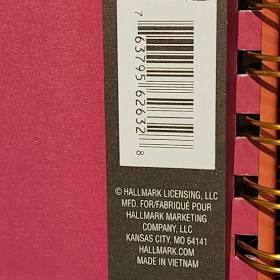 7 63795 62632 8
© HALLMARK LICENSING, LLC
MFD. FOR/FABRIQUÉ POUR
HALLMARK MARKETING
COMPANY, LLC
KANSAS CITY, MO 64141
HALLMARK.COM
MADE IN VIETNAM